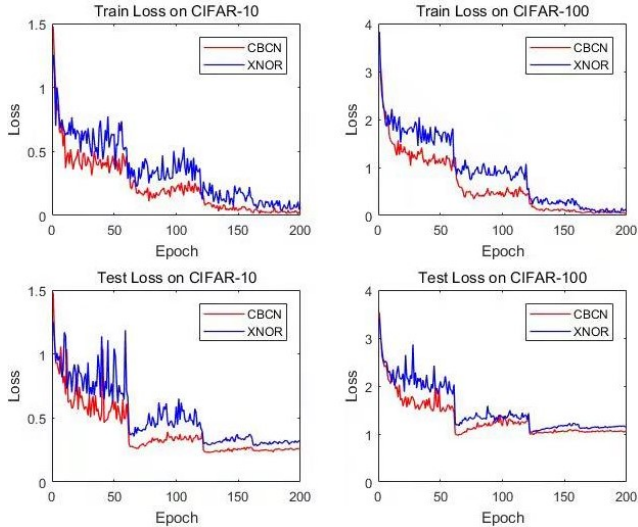 Train Loss on CIFAR-10
1.5
1
0.5
0
Loss
CBCN
XNOR
0 50 100 150 200
Epoch
Train Loss on CIFAR-100
4
3
2
1
0
Loss
CBCN
XNOR
0 50 100 150 200
Epoch
Test Loss on CIFAR-10
1.5
1
0.5
0
Loss
CBCN
XNOR
0 50 100 150 200
Epoch
Test Loss on CIFAR-100
4
3
2
1
0
Loss
CBCN
XNOR
0 50 100 150 200
Epoch